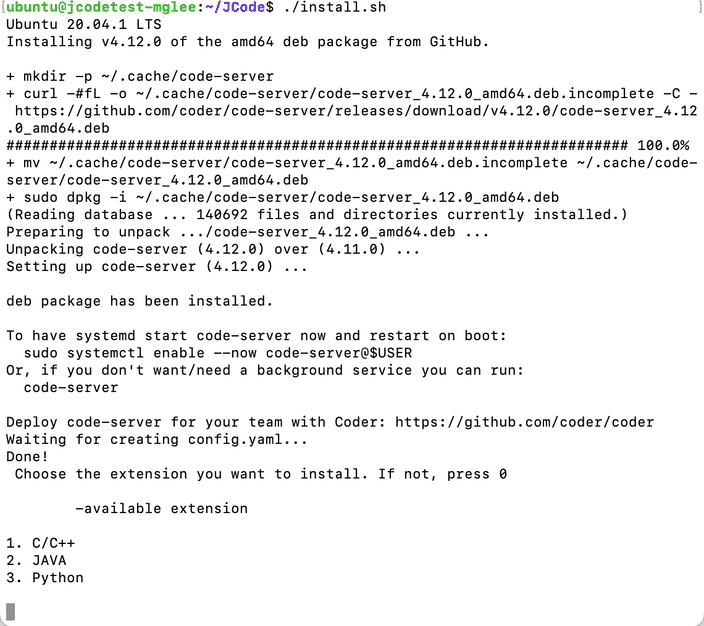 ubuntu@jcodetest-mglee:~/JCode$ ./install.sh
Ubuntu 20.04.1 LTS
Installing v4.12.0 of the amd64 deb package from GitHub.

+ mkdir -p ~/.cache/code-server
+ curl -#fL -o ~/.cache/code-server/code-server_4.12.0_amd64.deb.incomplete -C -
 https://github.com/coder/code-server/releases/download/v4.12.0/code-server_4.12
.0_amd64.deb
######################################################################### 100.0%
+ mv ~/.cache/code-server/code-server_4.12.0_amd64.deb.incomplete ~/.cache/code-
server/code-server_4.12.0_amd64.deb
+ sudo dpkg -i ~/.cache/code-server/code-server_4.12.0_amd64.deb
(Reading database ... 140692 files and directories currently installed.)
Preparing to unpack .../code-server_4.12.0_amd64.deb ...
Unpacking code-server (4.12.0) over (4.11.0) ...
Setting up code-server (4.12.0) ...

deb package has been installed.

To have systemd start code-server now and restart on boot:
  sudo systemctl enable --now code-server@$USER
Or, if you don't want/need a background service you can run:
  code-server

Deploy code-server for your team with Coder: https://github.com/coder/coder
Waiting for creating config.yaml...
Done!
 Choose the extension you want to install. If not, press 0

        -available extension

1. C/C++
2. JAVA
3. Python